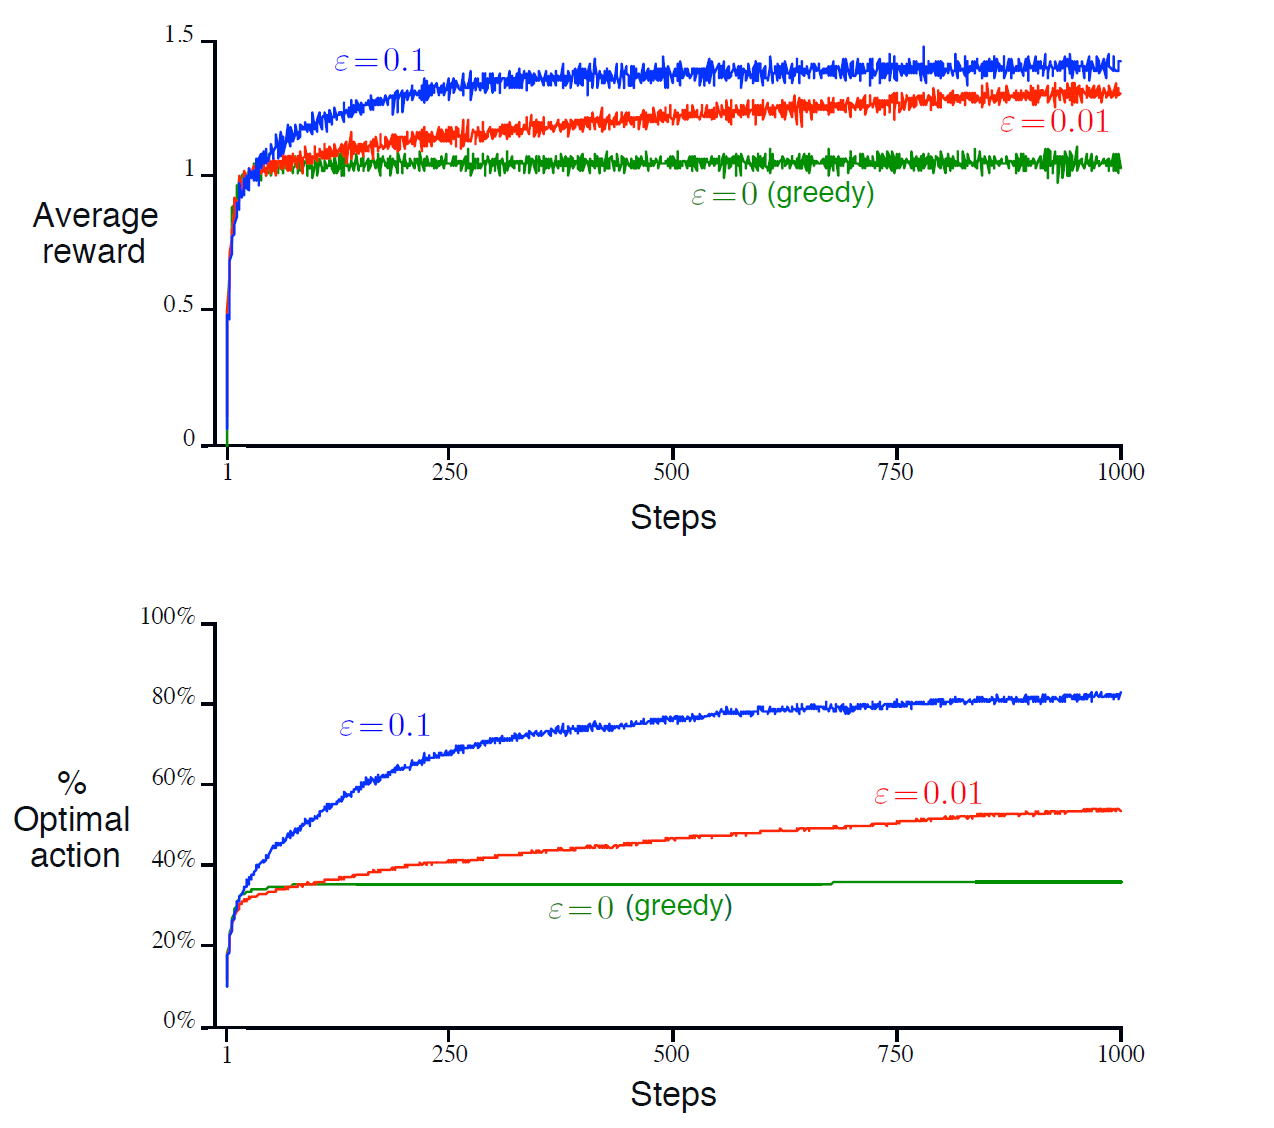 1.5
ε = 0.1
ε = 0.01
1
ε = 0 (greedy)
Average
reward
0.5
0
1
250
500
750
1000
Steps
100%
80%
ε = 0.1
60%
%
Optimal
action
ε = 0.01
40%
ε = 0 (greedy)
20%
0%
1
250
500
750
1000
Steps